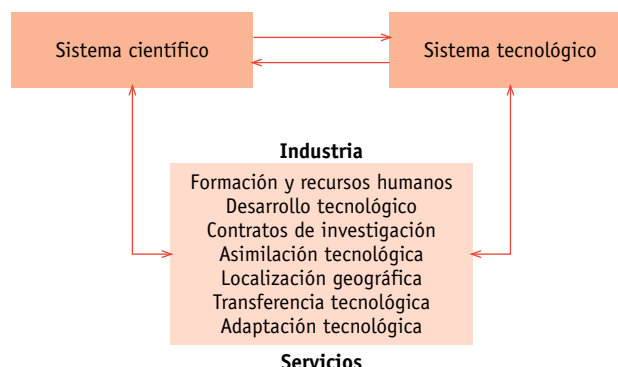 Sistema científico
Sistema tecnológico
Industria
Formación y recursos humanos
Desarrollo tecnológico
Contratos de investigación
Asimilación tecnológica
Localización geográfica
Transferencia tecnológica
Adaptación tecnológica
Servicios